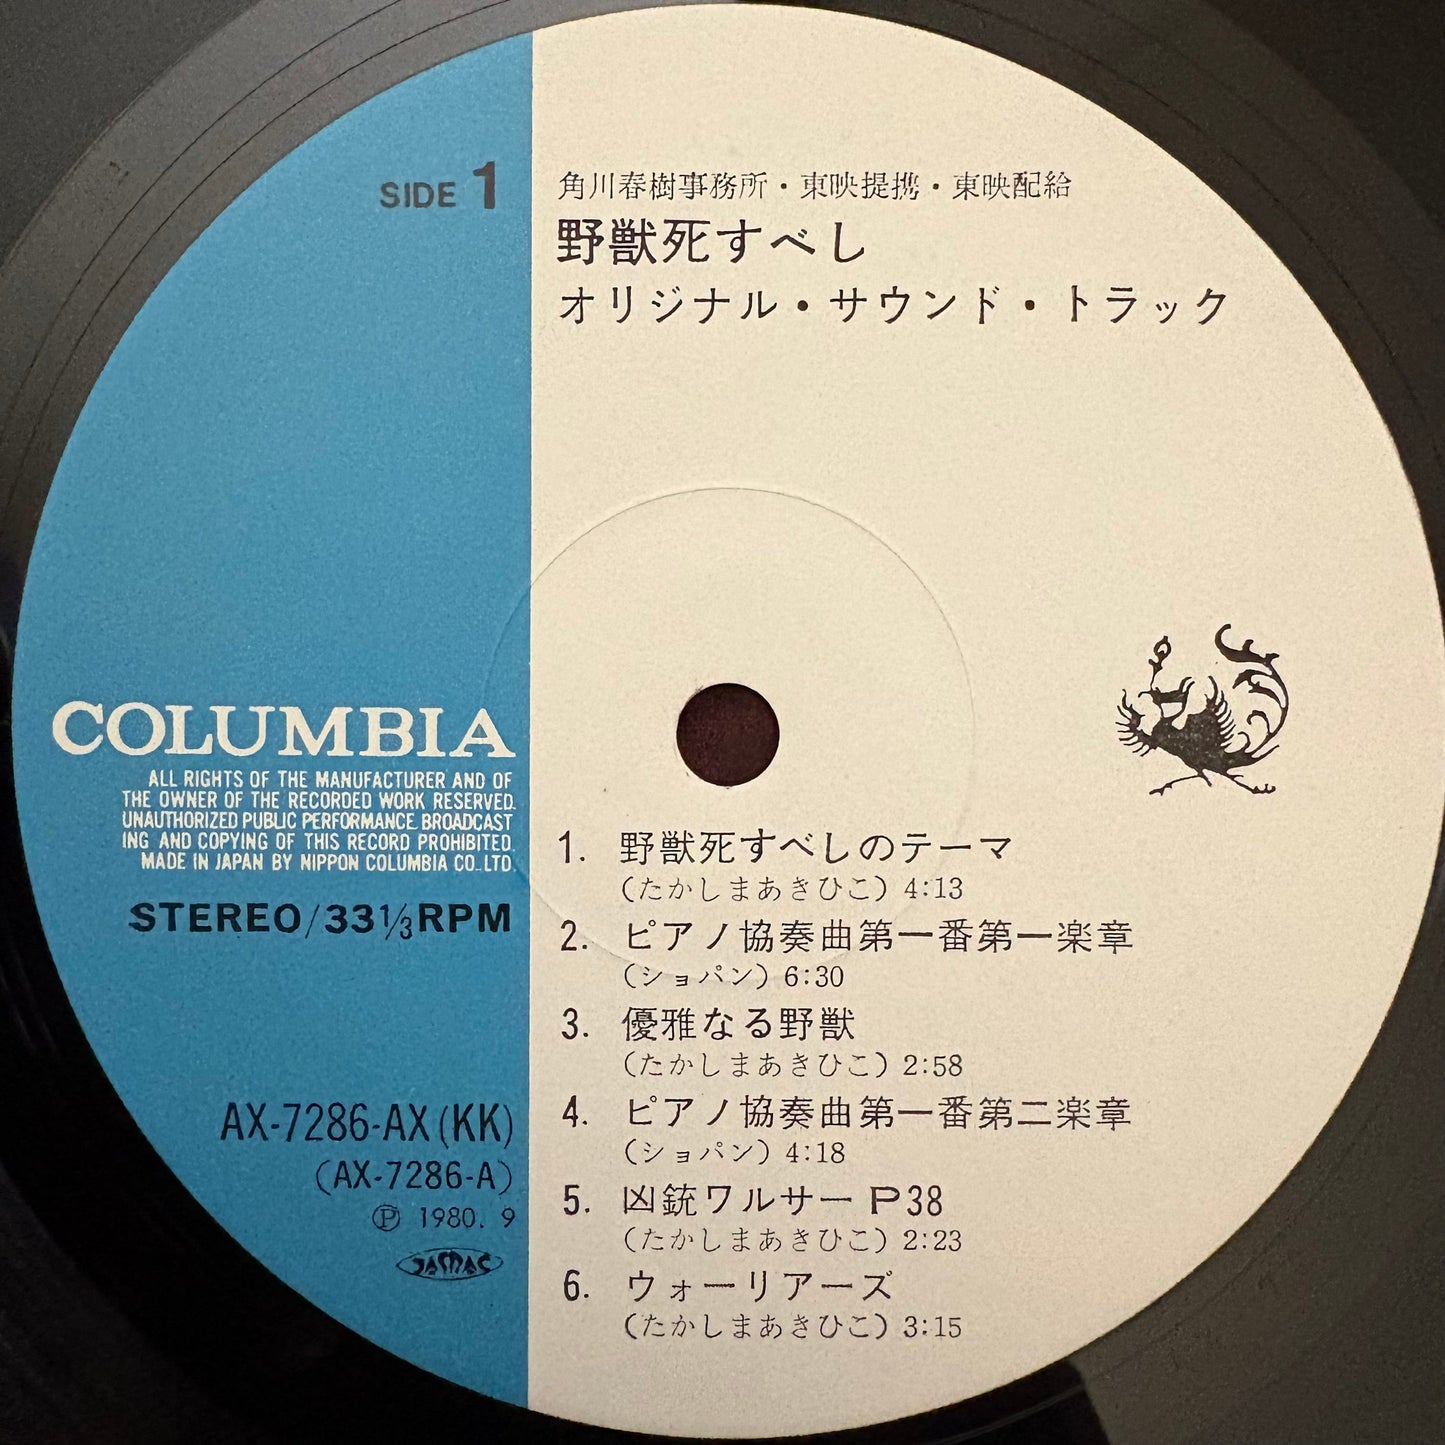 SIDE 1
角川春樹事務所・東映提携・東映配給
野獣死すべし
オリジナル・サウンド・トラック
COLUMBIA
ALL RIGHTS OF THE MANUFACTURER AND OF
THE OWNER OF THE RECORDED WORK RESERVED.
UNAUTHORIZED PUBLIC PERFORMANCE BROADCAST
ING AND COPYING OF THIS RECORD PROHIBITED.
MADE IN JAPAN BY NIPPON COLUMBIA CO., LTD.
STEREO/33 1/3 RPM
AX-7286-AX(KK)
(AX-7286-A)
Ⓟ 1980. 9
JASRAC
1. 野獣死すべしのテーマ
(たかしまあきひこ) 4:13
2. ピアノ協奏曲第一番第一楽章
(ショパン) 6:30
3. 優雅なる野獣
(たかしまあきひこ) 2:58
4. ピアノ協奏曲第一番第二楽章
(ショパン) 4:18
5. 凶銃ワルサーP38
(たかしまあきひこ) 2:23
6. ウォーリアーズ
(たかしまあきひこ) 3:15